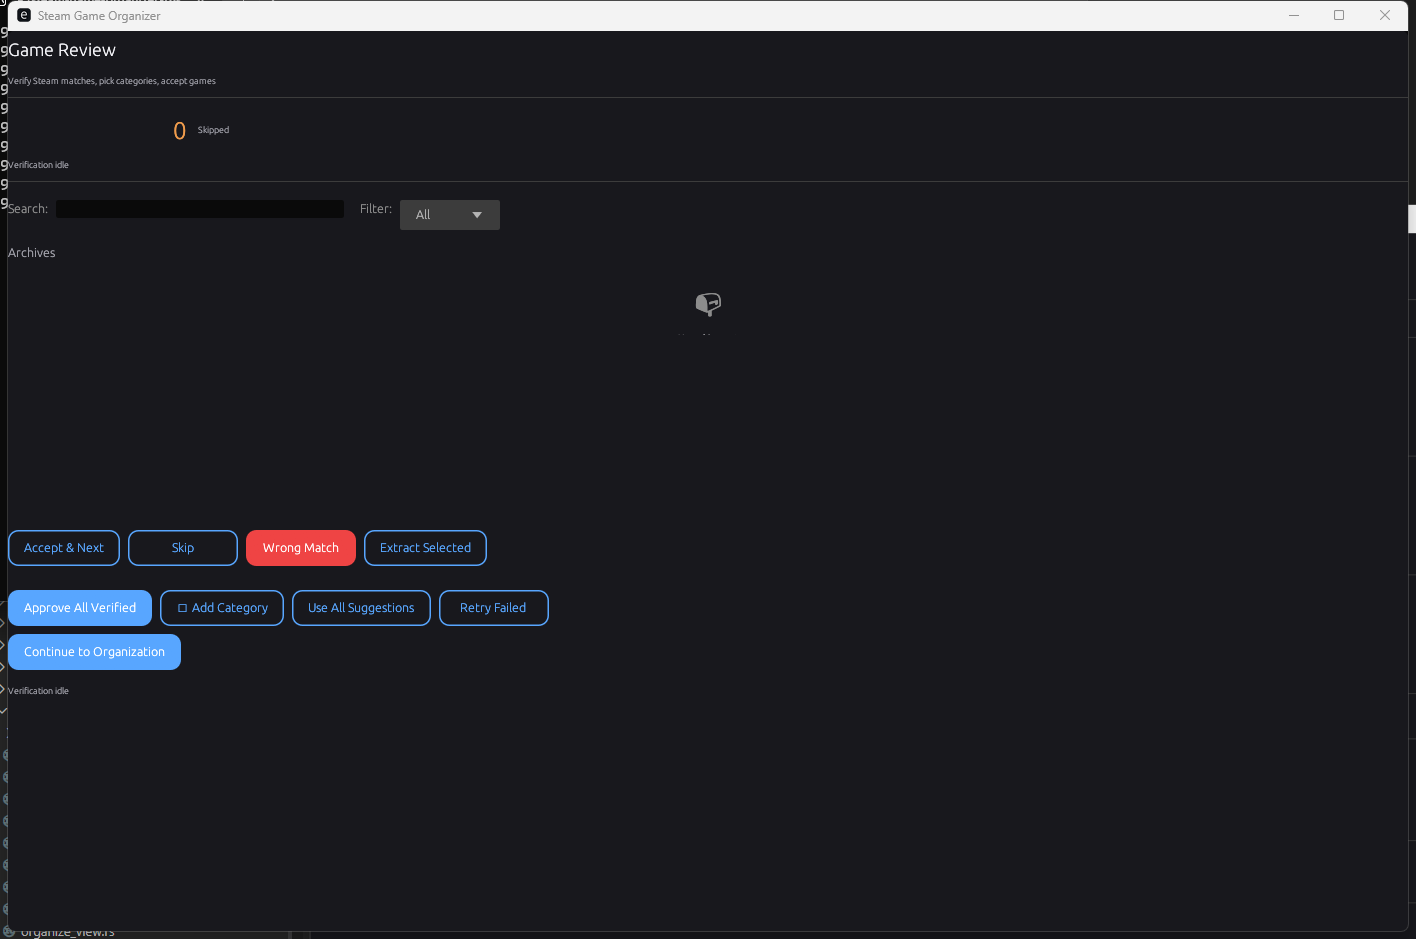 Steam Game Organizer
Game Review
Verify Steam matches, pick categories, accept games
0 Skipped
Verification idle
Search:
Filter: All
Archives
Accept & Next
Skip
Wrong Match
Extract Selected
Approve All Verified
Add Category
Use All Suggestions
Retry Failed
Continue to Organization
Verification idle
organize_view.rs